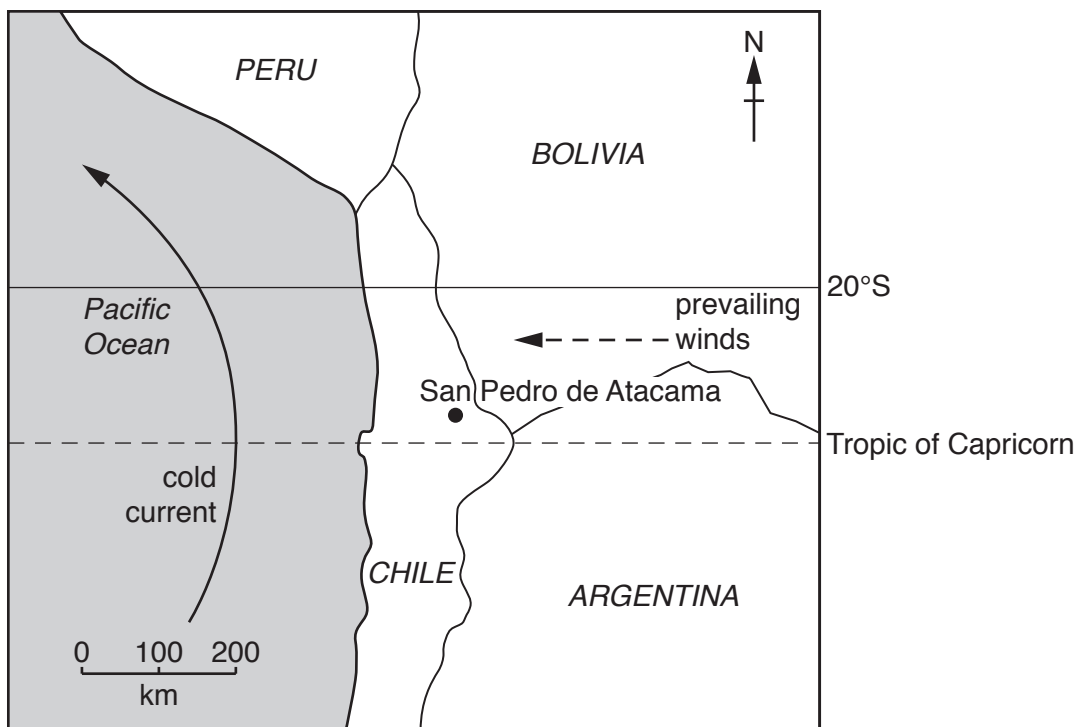 PERU
N
BOLIVIA
20°S
Pacific
Ocean
prevailing
winds
San Pedro de Atacama
Tropic of Capricorn
cold
current
CHILE
ARGENTINA
0 100 200
km